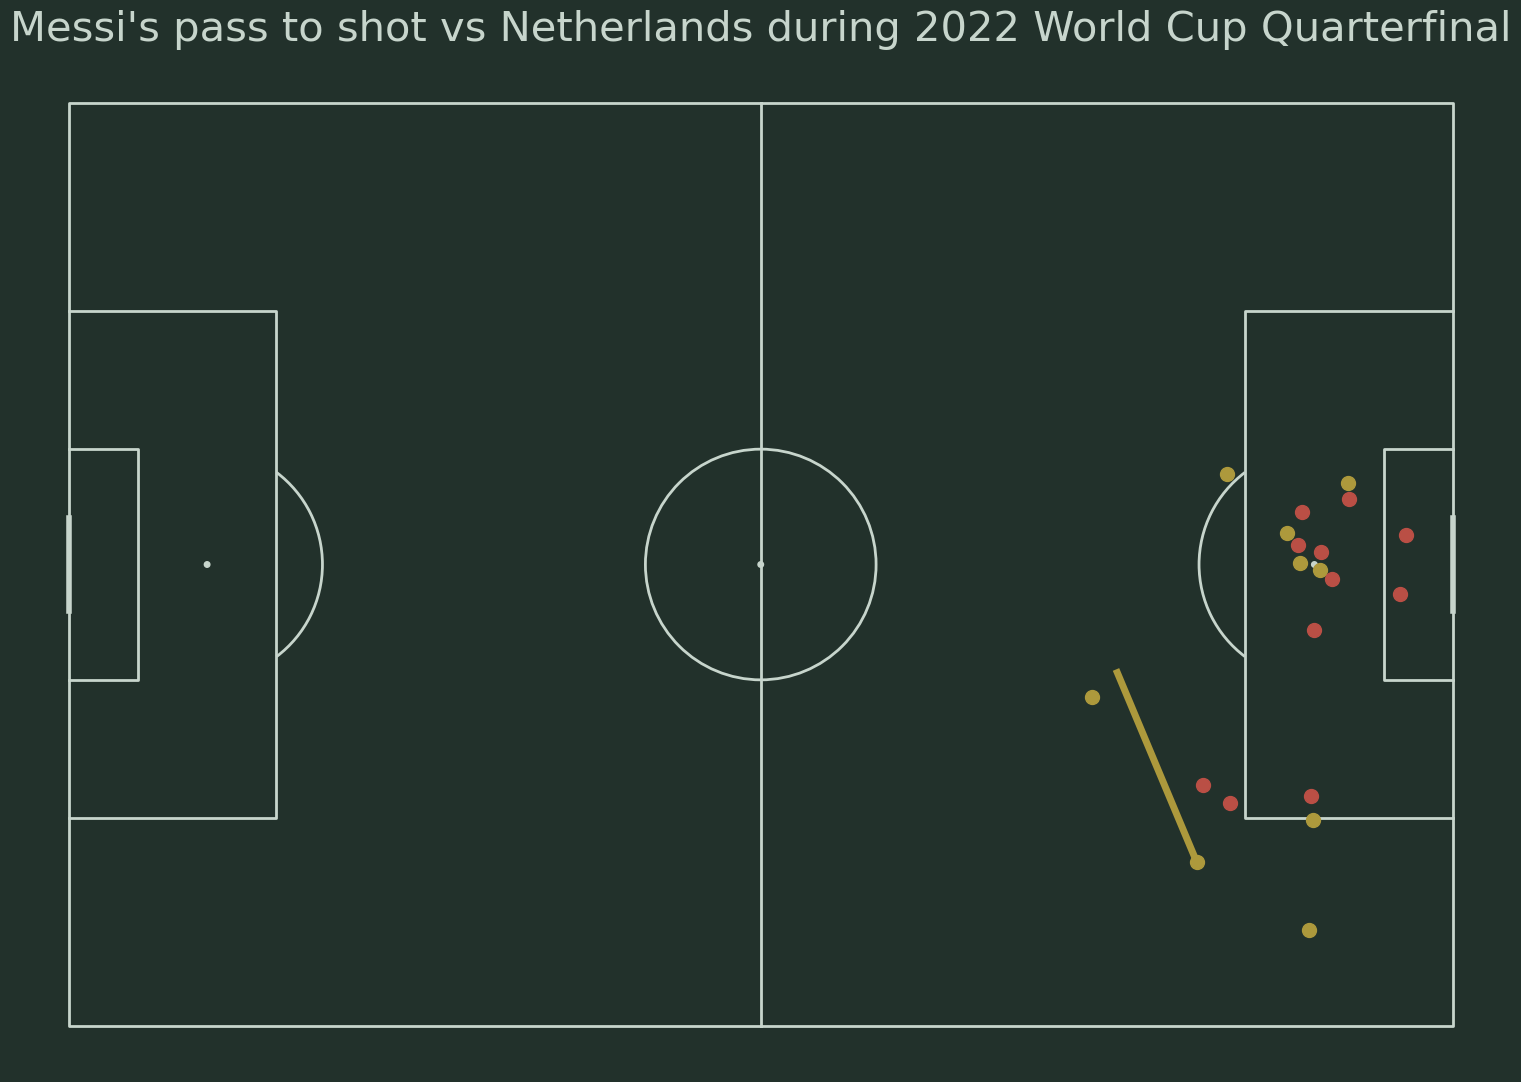 Messi's pass to shot vs Netherlands during 2022 World Cup Quarterfinal